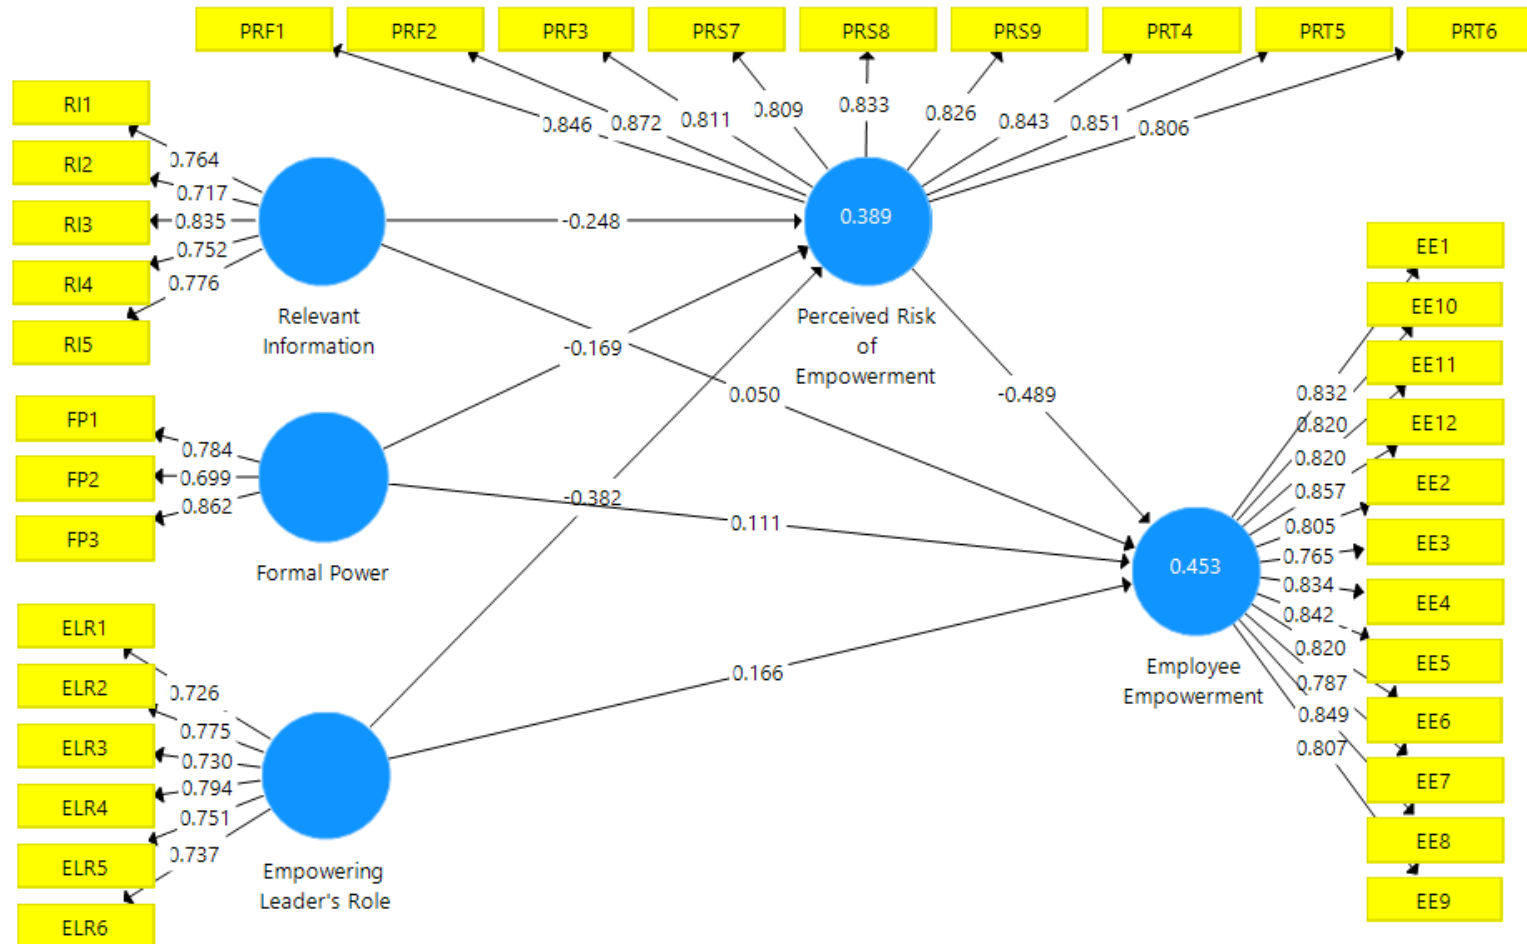 PRF1
PRF2
PRF3
PRS7
PRS8
PRS9
PRT4
PRT5
PRT6
0.846
0.872
0.811
0.809
0.833
0.826
0.843
0.851
0.806
RI1
RI2
RI3
RI4
RI5
0.764
0.717
0.835
0.752
0.776
Relevant
Information
-0.248
0.389
Perceived Risk
of
Empowerment
-0.169
0.050
-0.489
FP1
FP2
FP3
0.784
0.699
0.862
Formal Power
-0.382
0.111
ELR1
ELR2
ELR3
ELR4
ELR5
ELR6
0.726
0.775
0.730
0.794
0.751
0.737
Empowering
Leader's Role
0.166
0.453
Employee
Empowerment
0.832
0.820
0.820
0.857
0.805
0.765
0.834
0.842
0.820
0.787
0.849
0.807
EE1
EE10
EE11
EE12
EE2
EE3
EE4
EE5
EE6
EE7
EE8
EE9